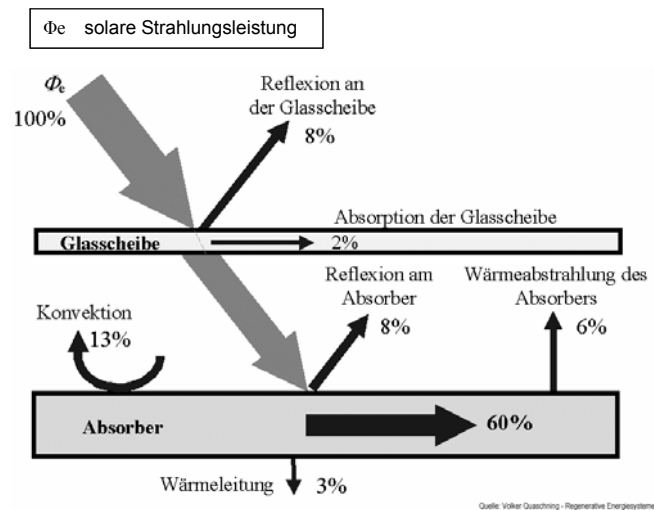 Φe solare Strahlungsleistung
Φe
100%
Reflexion an
der Glasscheibe
8%
Absorption der Glasscheibe
Glasscheibe
2%
Reflexion am
Absorber
8%
Wärmeabstrahlung des
Absorbers
6%
Konvektion
13%
Absorber
60%
Wärmeleitung
3%
Quelle: Volker Quaschning - Regenerative Energiesysteme